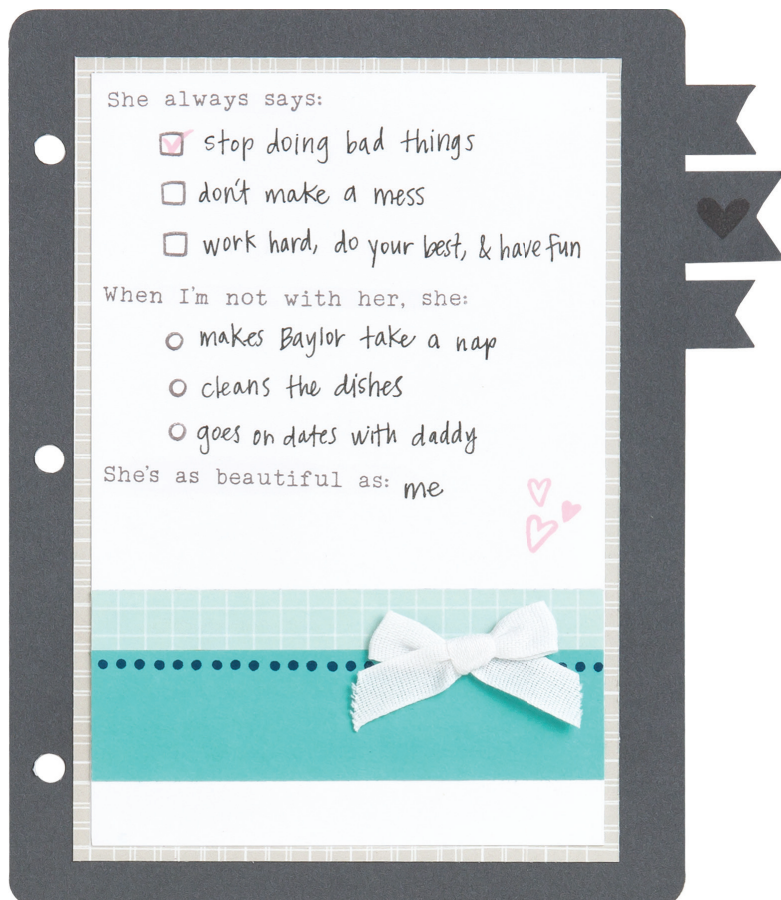 She always says:
stop doing bad things
don't make a mess
work hard, do your best, & have fun
When I'm not with her, she:
makes Baylor take a nap
cleans the dishes
goes on dates with daddy
She's as beautiful as: me